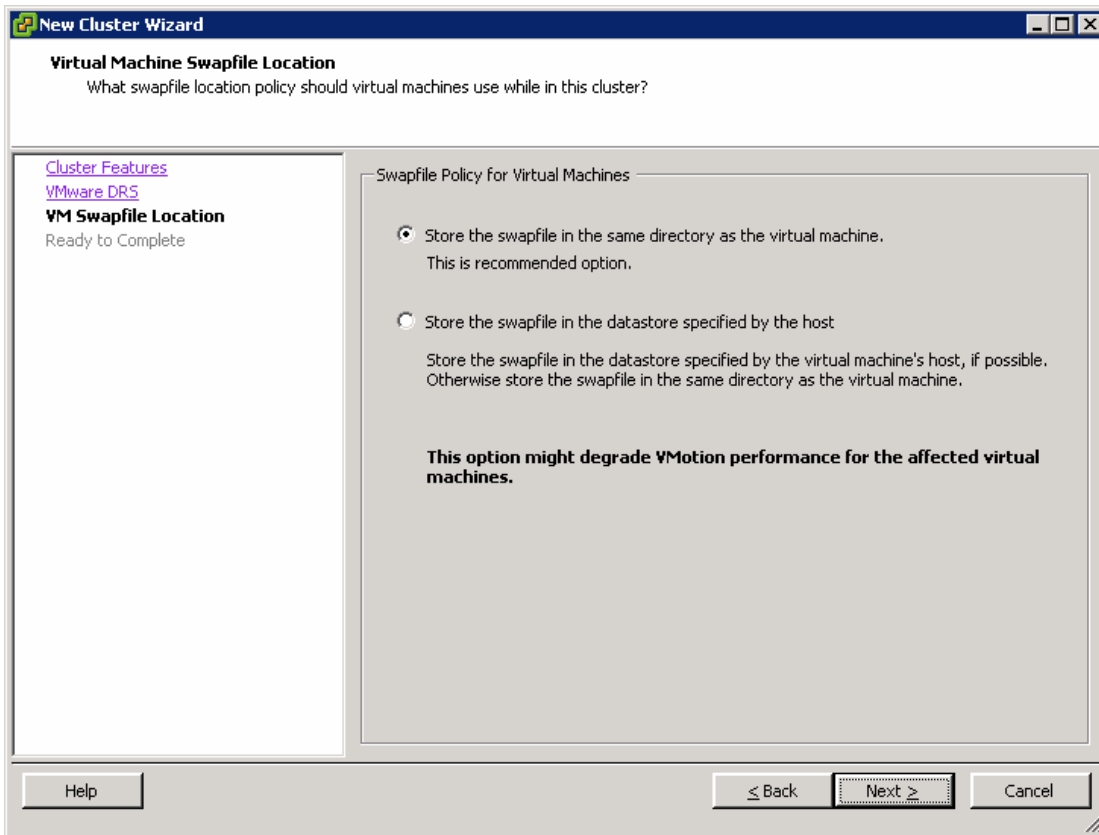 New Cluster Wizard
Virtual Machine Swapfile Location
What swapfile location policy should virtual machines use while in this cluster?
Cluster Features
VMware DRS
VM Swapfile Location
Ready to Complete
Swapfile Policy for Virtual Machines
Store the swapfile in the same directory as the virtual machine.
This is recommended option.
Store the swapfile in the datastore specified by the host
Store the swapfile in the datastore specified by the virtual machine's host, if possible.
Otherwise store the swapfile in the same directory as the virtual machine.
This option might degrade VMotion performance for the affected virtual
machines.
Help
< Back
Next >
Cancel